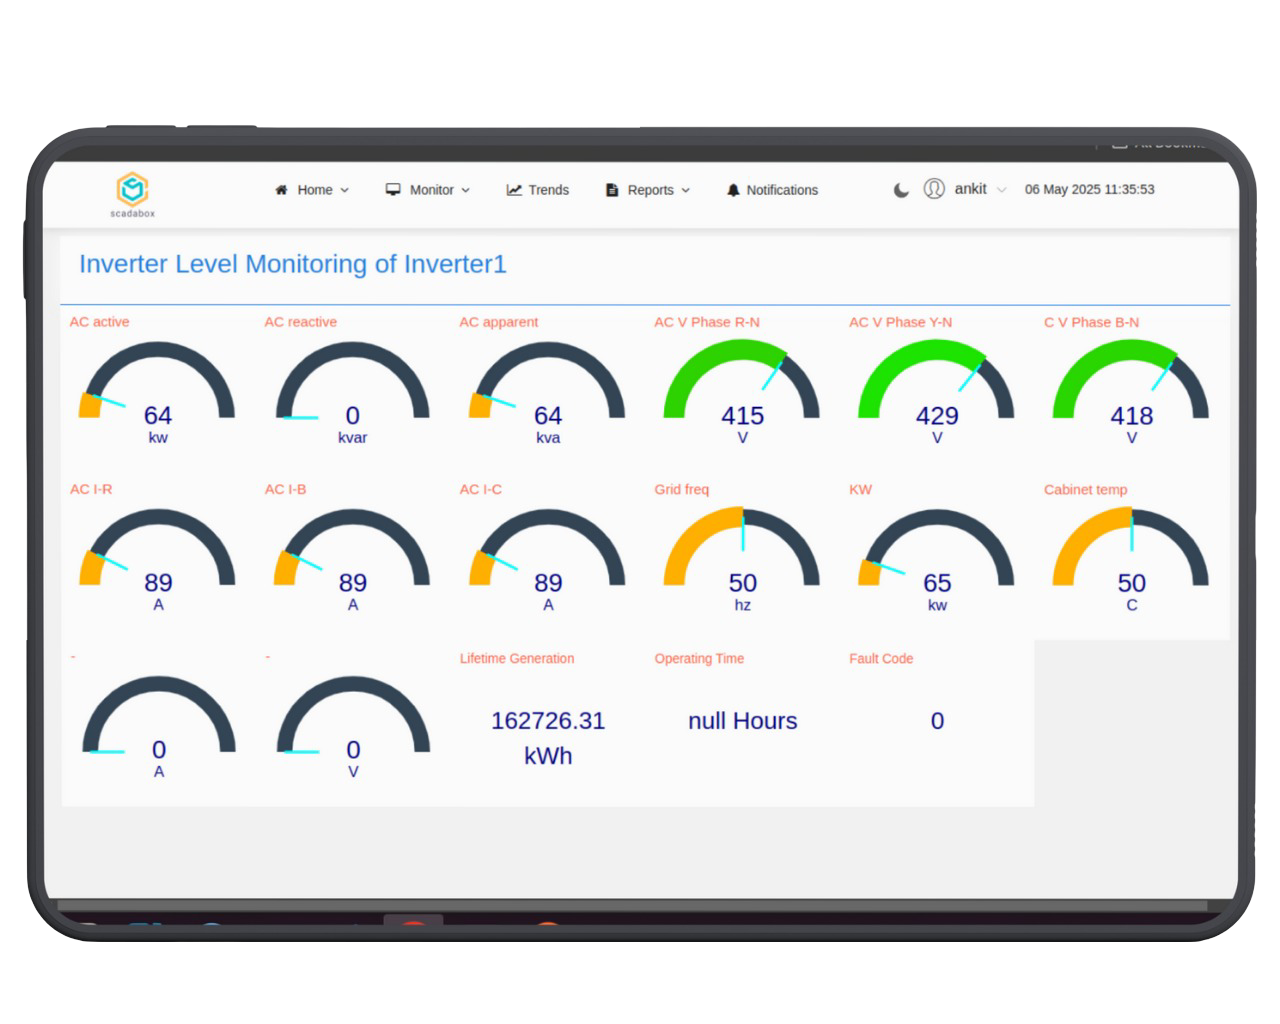 scadabox
Home
Monitor
Trends
Reports
Notifications
ankit
06 May 2025 11:35:53
Inverter Level Monitoring of Inverter1
AC active
AC reactive
AC apparent
AC V Phase R-N
AC V Phase Y-N
C V Phase B-N
64
kw
0
kvar
64
kva
415
V
429
V
418
V
AC I-R
AC I-B
AC I-C
Grid freq
KW
Cabinet temp
89
A
89
A
89
A
50
hz
65
kw
50
C
-
-
Lifetime Generation
Operating Time
Fault Code
0
A
0
V
162726.31
kWh
null Hours
0